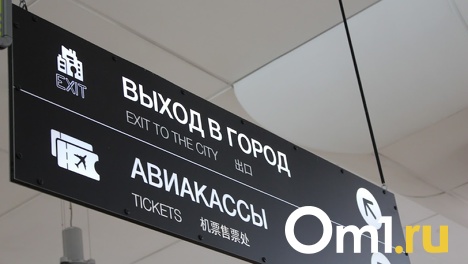 EXIT
ВЫХОД В ГОРОД
EXIT TO THE CITY 出口
АВИАКАССЫ
TICKETS 机票售票处
Om1.ru